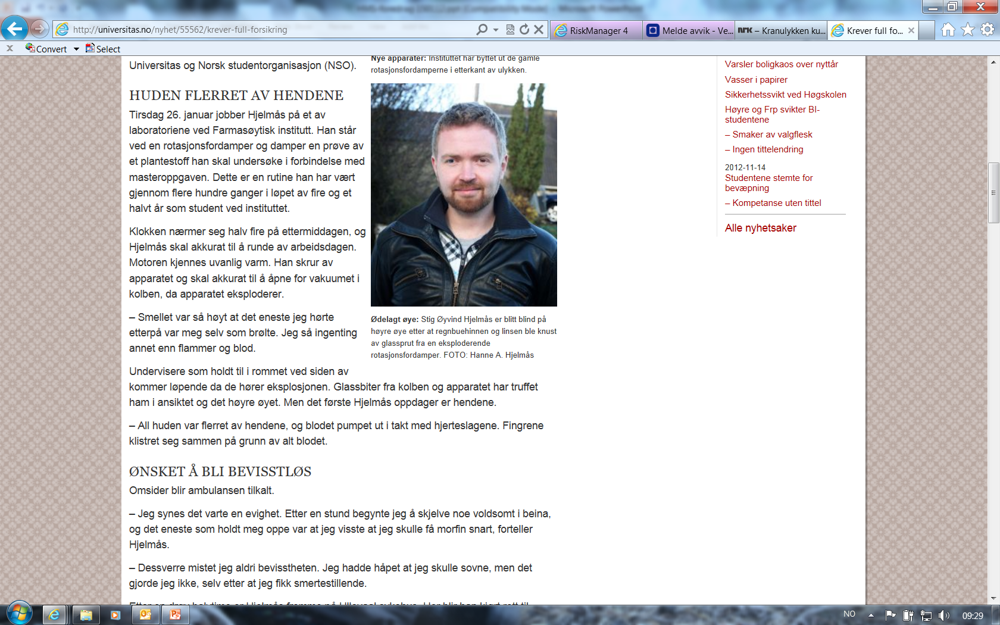 http://universitas.no/nyhet/55562/krever-full-forsikring
RiskManager 4
Melde avvik - Ve...
NRK – Kranulykken ku...
Krever full fo...
x Convert Select
Universitas og Norsk studentorganisasjon (NSO).
HUDEN FLERRET AV HENDENE
Tirsdag 26. januar jobber Hjelmås på et av
laboratoriene ved Farmasøytisk institutt. Han står
ved en rotasjonsfordamper og damper en prøve av
et plantestoff han skal undersøke i forbindelse med
masteroppgaven. Dette er en rutine han har vært
gjennom flere hundre ganger i løpet av fire og et
halvt år som student ved instituttet.
Klokken nærmer seg halv fire på ettermiddagen, og
Hjelmås skal akkurat til å runde av arbeidsdagen.
Motoren kjennes uvanlig varm. Han skrur av
apparatet og skal akkurat til å åpne for vakuumet i
kolben, da apparatet eksploderer.
– Smellet var så høyt at det eneste jeg hørte
etterpå var meg selv som brølte. Jeg så ingenting
annet enn flammer og blod.
Undervisere som holdt til i rommet ved siden av
kommer løpende da de hører eksplosjonen. Glassbiter fra kolben og apparatet har truffet
ham i ansiktet og det høyre øyet. Men det første Hjelmås oppdager er hendene.
– All huden var flerret av hendene, og blodet pumpet ut i takt med hjerteslagene. Fingrene
klistret seg sammen på grunn av alt blodet.
ØNSKET Å BLI BEVISSTLØS
Omsider blir ambulansen tilkalt.
– Jeg synes det varte en evighet. Etter en stund begynte jeg å skjelve noe voldsomt i beina,
og det eneste som holdt meg oppe var at jeg visste at jeg skulle få morfin snart, forteller
Hjelmås.
– Dessverre mistet jeg aldri bevisstheten. Jeg hadde håpet at jeg skulle sovne, men det
gjorde jeg ikke, selv etter at jeg fikk smertestillende.
Nye apparater: Instituttet har byttet ut de gamle
rotasjonsfordamperne i etterkant av ulykken.
Ødelagt øye: Stig Øyvind Hjelmås er blitt blind på
høyre øye etter at regnbuehinnen og linsen ble knust
av glassprut fra en eksploderende
rotasjonsfordamper. FOTO: Hanne A. Hjelmås
Varsler boligkaos over nyttår
Vasser i papirer
Sikkerhetssvikt ved Høgskolen
Høyre og Frp svikter BI-
studentene
– Smaker av valgflesk
– Ingen tittelendring
2012-11-14
Studentene stemte for
bevæpning
– Kompetanse uten tittel
Alle nyhetsaker
NO
09:29